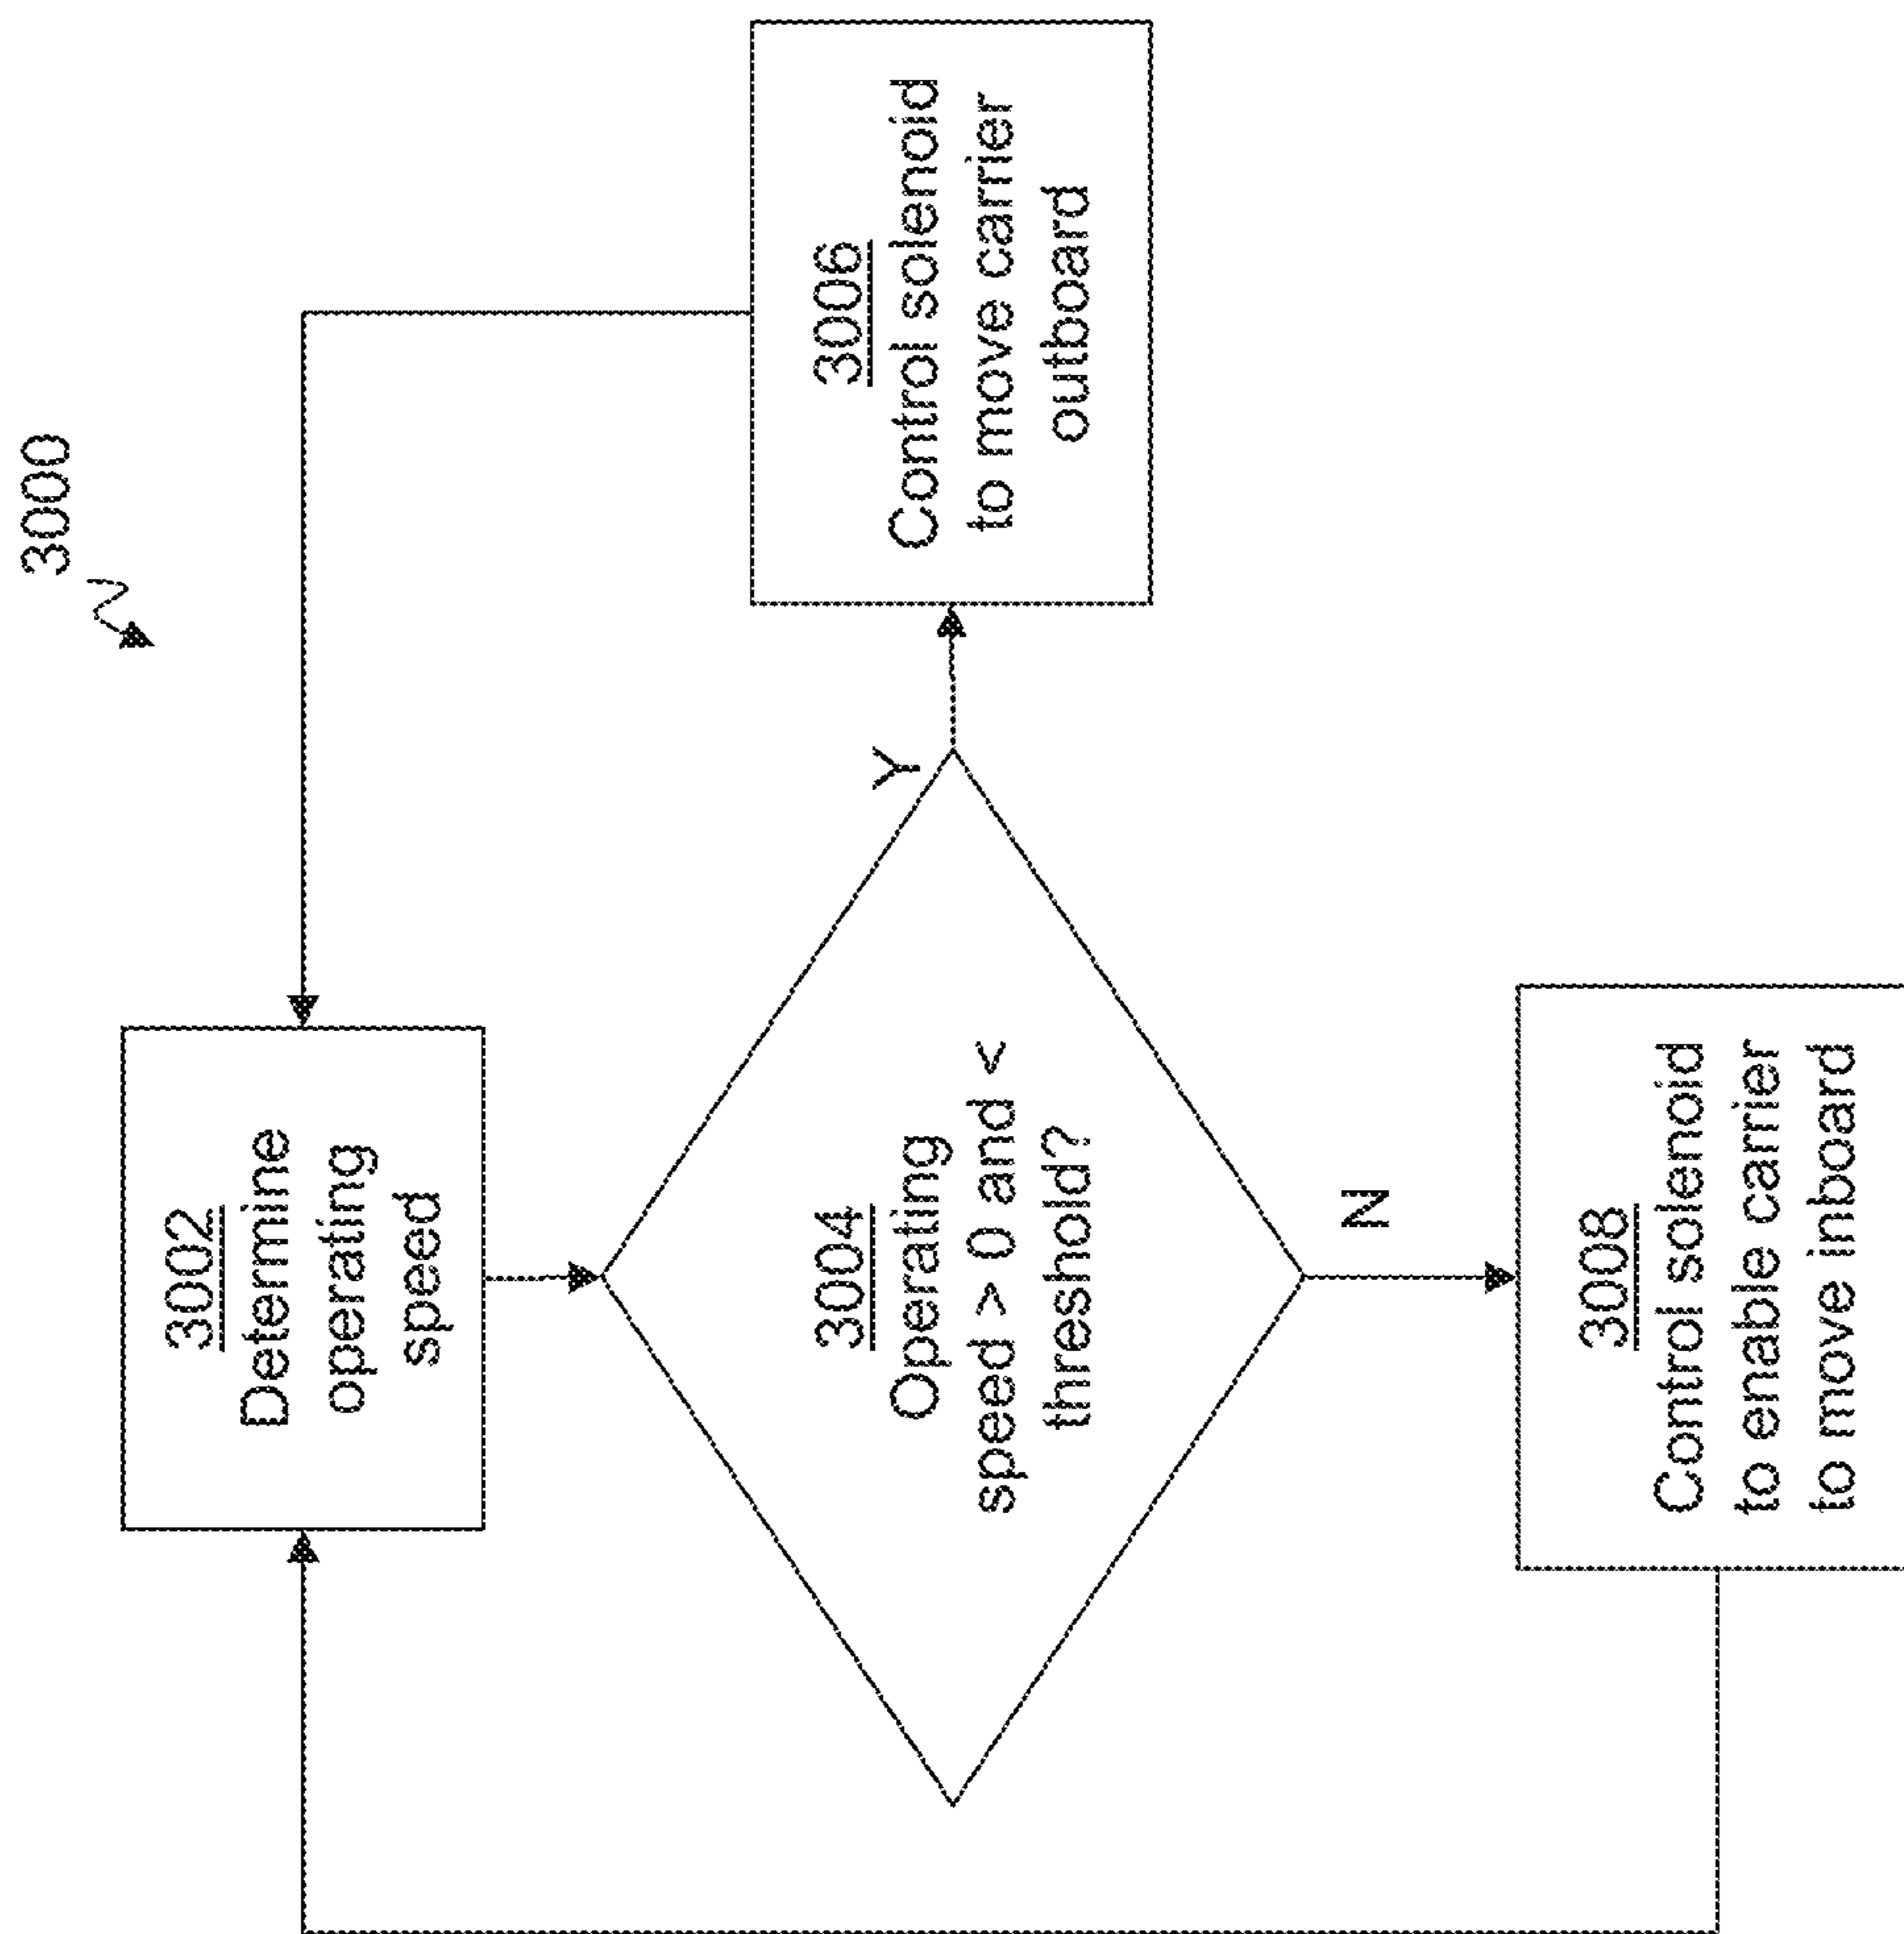 3000
3002
Determine
operating
speed
3004
Operating
speed > 0 and <
threshold?
Y
3006
Control solenoid
to move carrier
outboard
N
3008
Control solenoid
to enable carrier
to move inboard